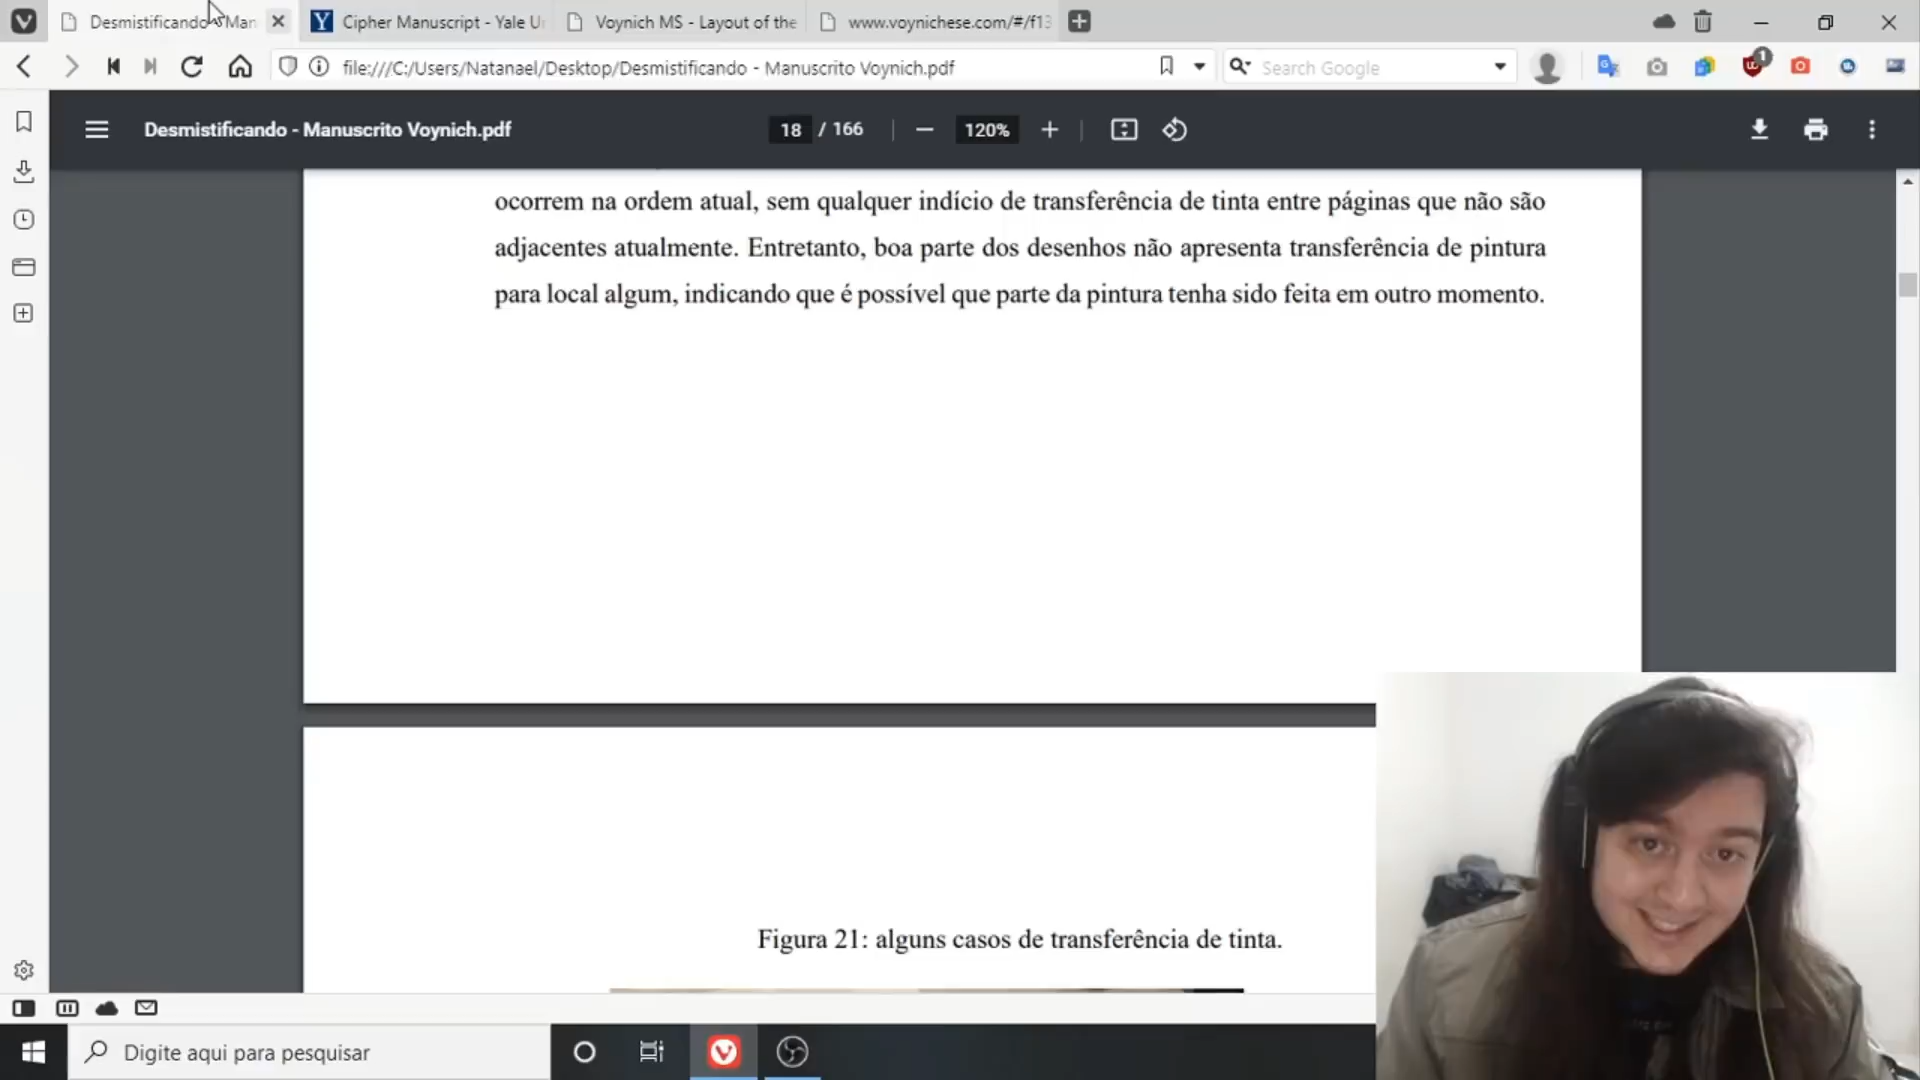 Desmistificando - Man
Cipher Manuscript - Yale Ur
Voynich MS - Layout of the
www.voynichese.com/#/f13
file:///C:/Users/Natanael/Desktop/Desmistificando - Manuscrito Voynich.pdf
Search Google
1
Desmistificando - Manuscrito Voynich.pdf
18 / 166
120%
ocorrem na ordem atual, sem qualquer indício de transferência de tinta entre páginas que não são
adjacentes atualmente. Entretanto, boa parte dos desenhos não apresenta transferência de pintura
para local algum, indicando que é possível que parte da pintura tenha sido feita em outro momento.
Figura 21: alguns casos de transferência de tinta.
Digite aqui para pesquisar